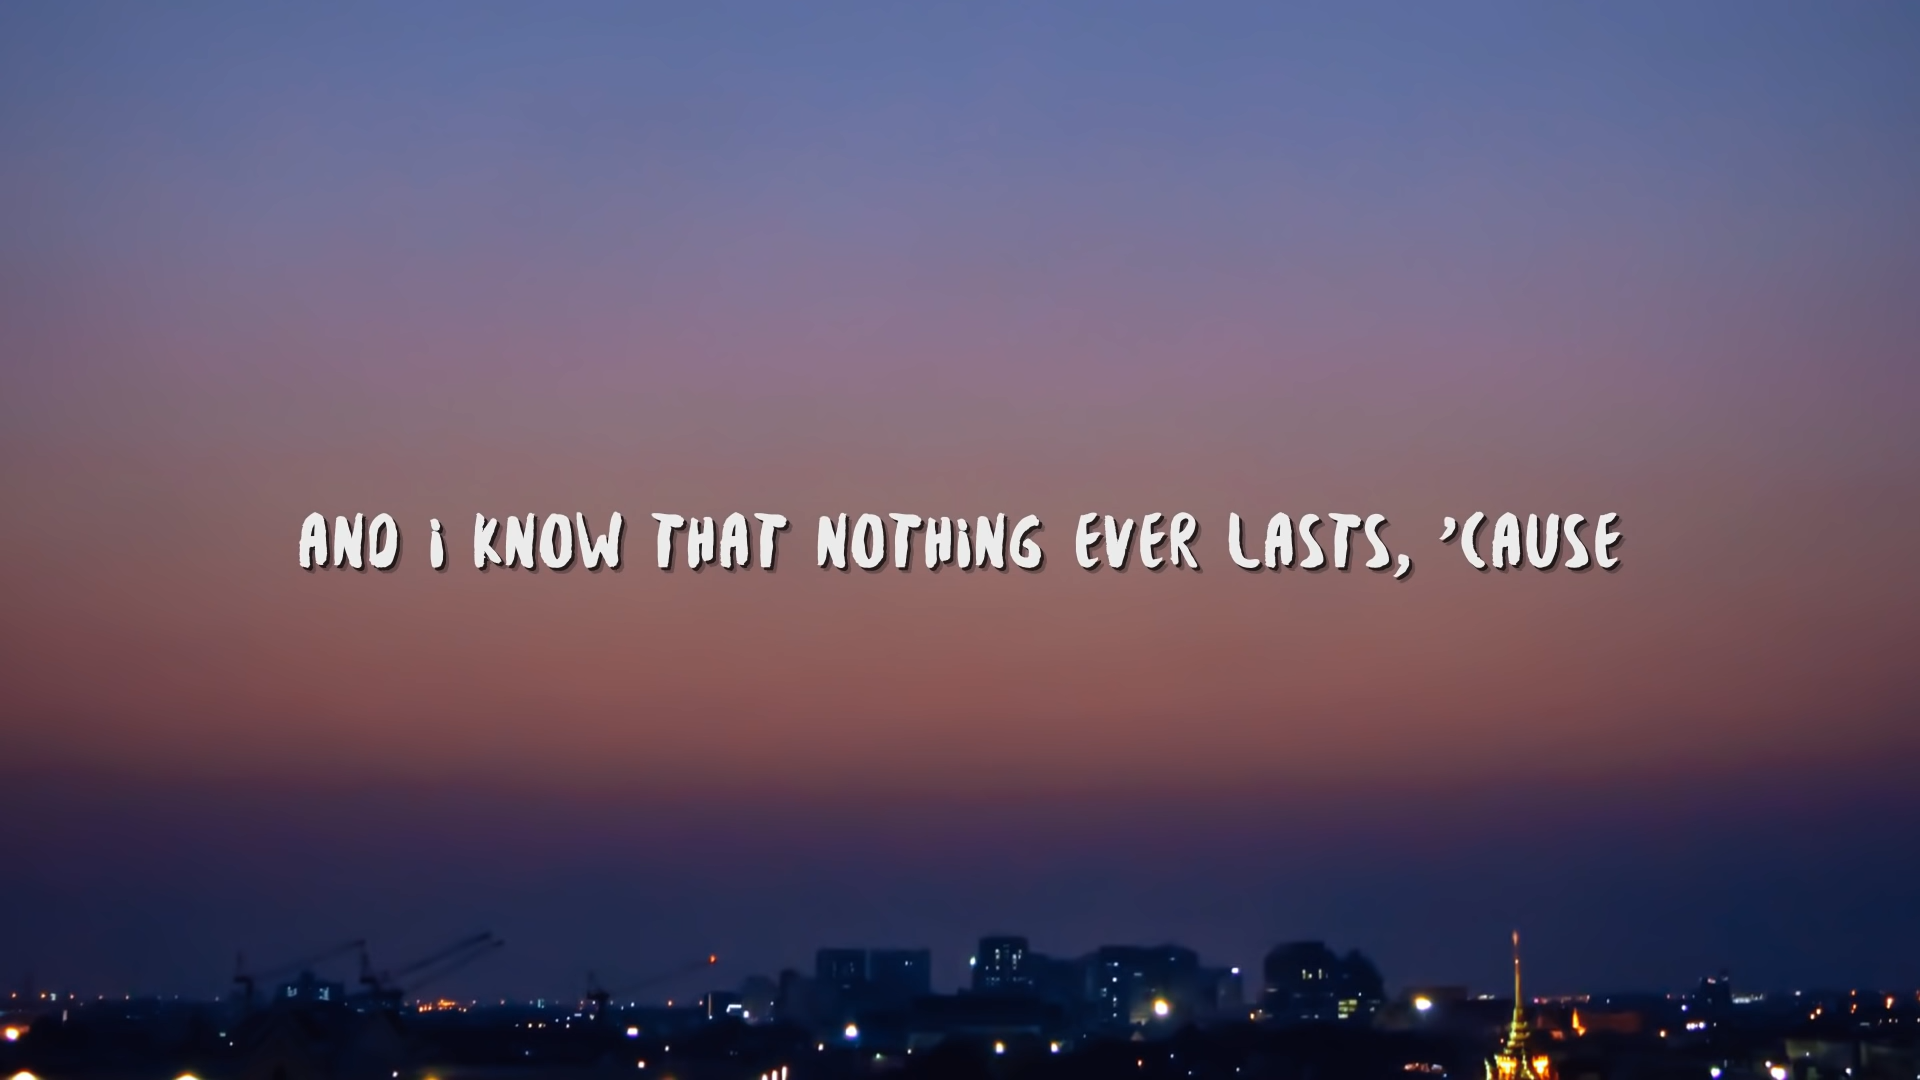 AND i KNOW THAT NOTHiNG EVER LASTS, ’CAUSE